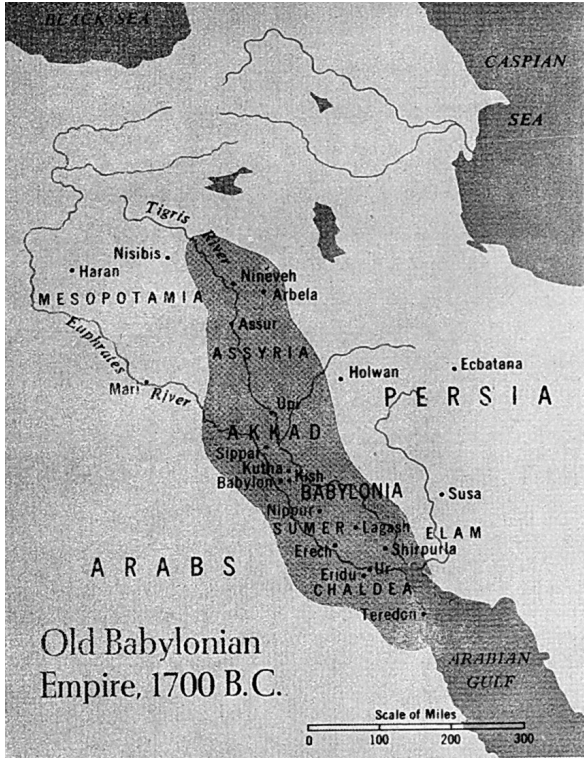 BLACK SEA
CASPIAN
SEA
Tigris
River
Nisibis
Haran
Nineveh
Arbela
MESOPOTAMIA
Assur
ASSYRIA
Euphrates
River
Mari
Holwan
Ecbatana
PERSIA
Upi
AKKAD
Sippar
Kutha
Kish
Babylon
BABYLONIA
Susa
Nippur
SUMER
Lagash
ELAM
Erech
Shirpurla
ARABS
Ur
Eridu
CHALDEA
Teredon
Old Babylonian
Empire, 1700 B.C.
ARABIAN
GULF
Scale of Miles
0 100 200 300